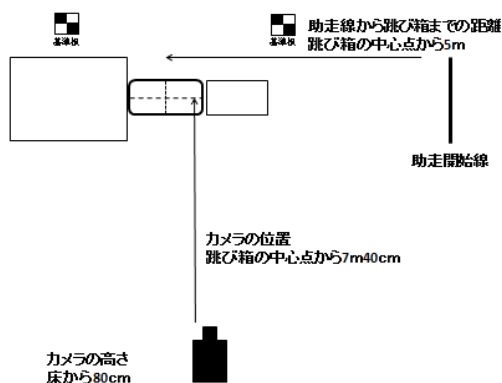 基準板
基準板
助走線から跳び箱までの距離
跳び箱の中心点から5m
助走開始線
カメラの位置
跳び箱の中心点から7m40cm
カメラの高さ
床から80cm